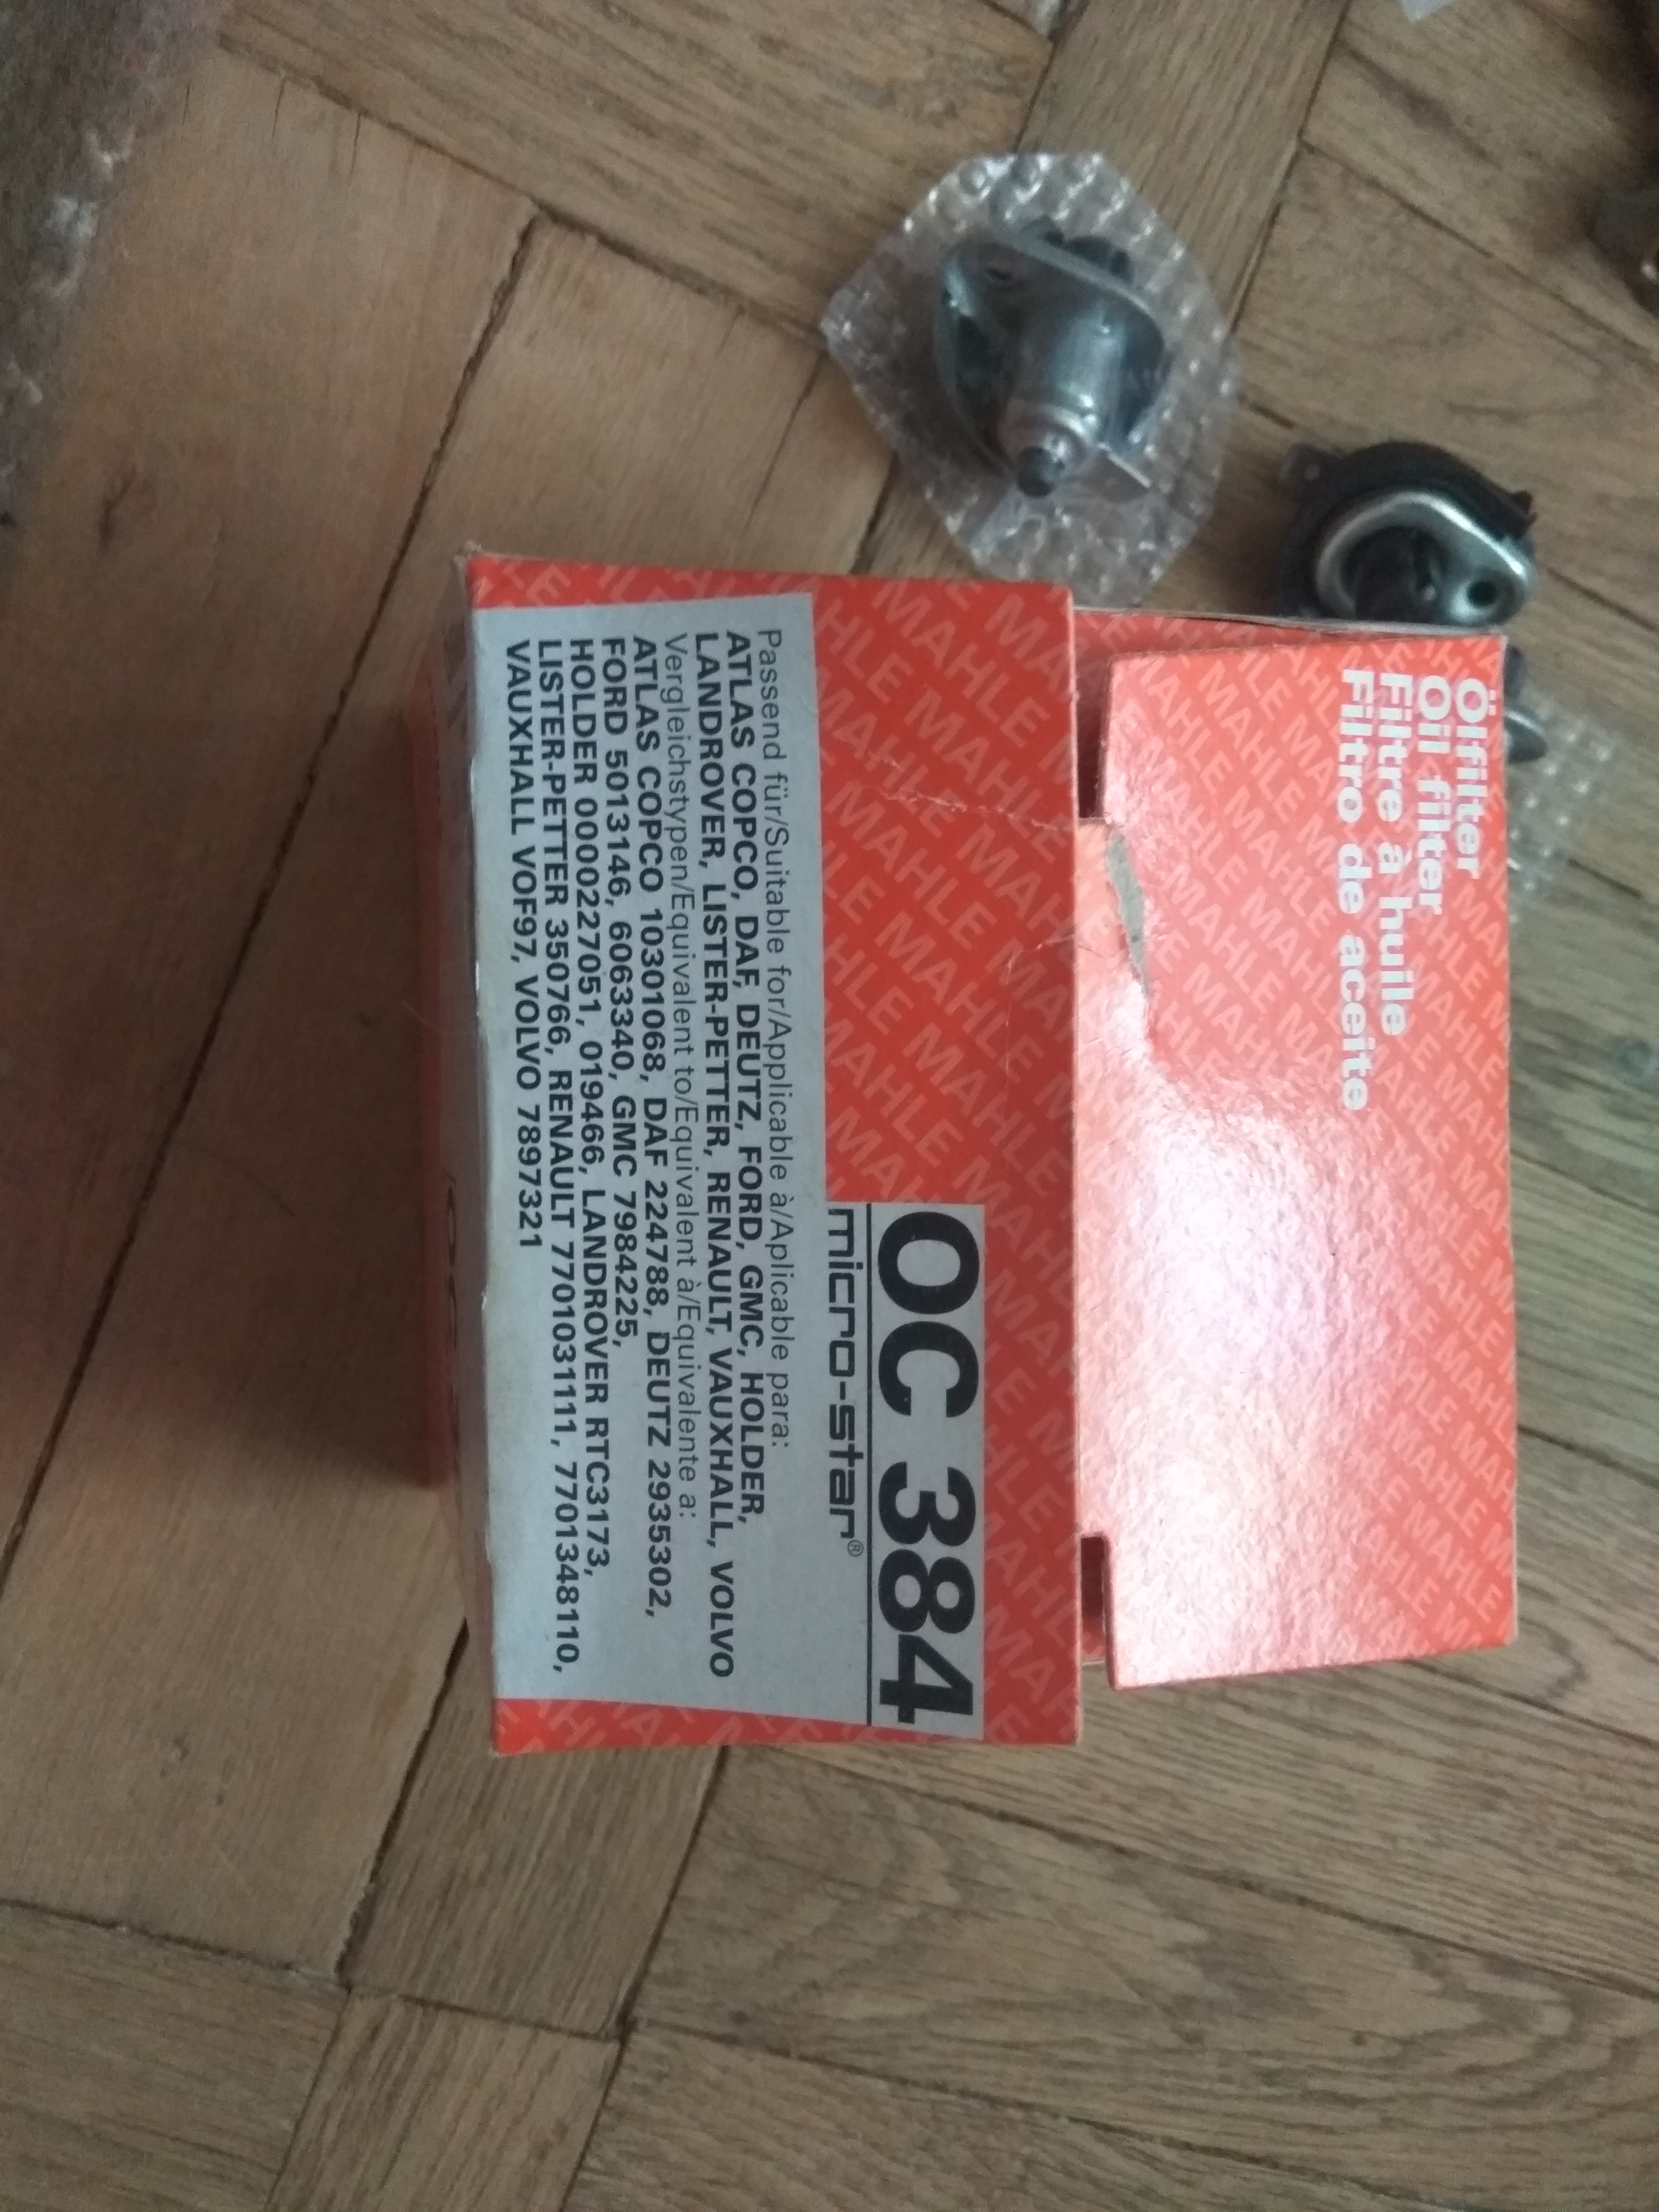 Ölfilter
Oil filter
Filtre à huile
Filtro de aceite
OC 384
micro-star®
Passend für/Suitable for/Applicable à/Aplicable para:
ATLAS COPCO, DAF, DEUTZ, FORD, GMC, HOLDER,
LANDROVER, LISTER-PETTER, RENAULT, VAUXHALL, VOLVO
Vergleichstypen/Equivalent to/Equivalent à/Equivalente a:
ATLAS COPCO 10301068, DAF 224788, DEUTZ 2935302,
FORD 5013146, 6063340, GMC 7984225,
HOLDER 0000227051, 019466, LANDROVER RTC3173,
LISTER-PETTER 350766, RENAULT 7701031111, 7701348110,
VAUXHALL VOF97, VOLVO 7897321
MAHLE